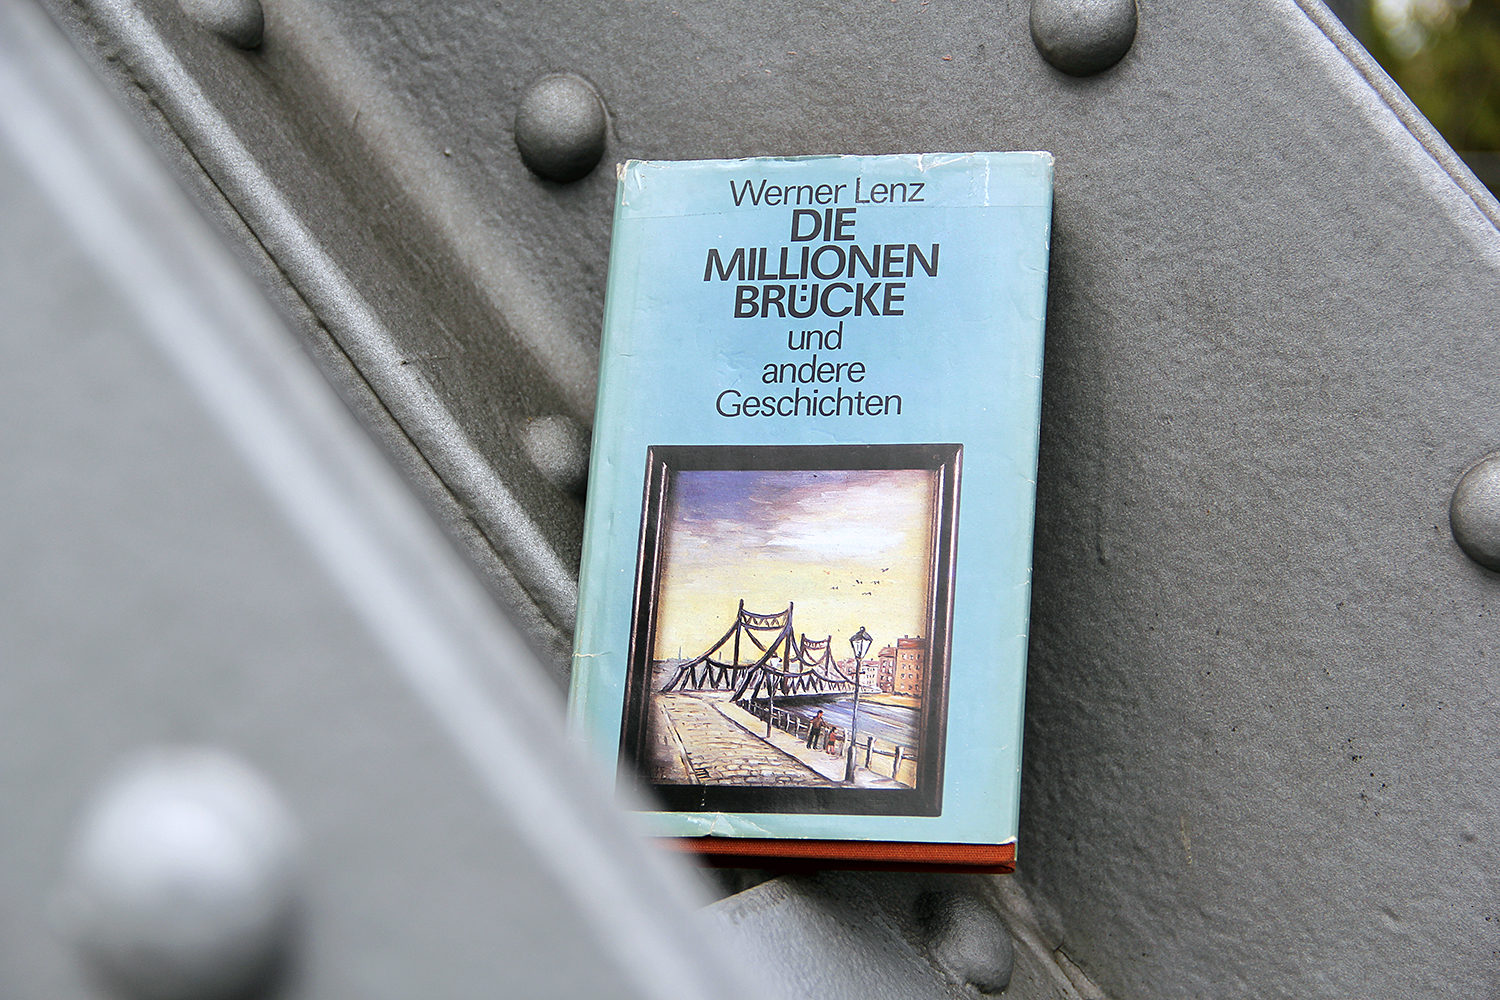 Werner Lenz
DIE
MILLIONEN
BRÜCKE
und
andere
Geschichten